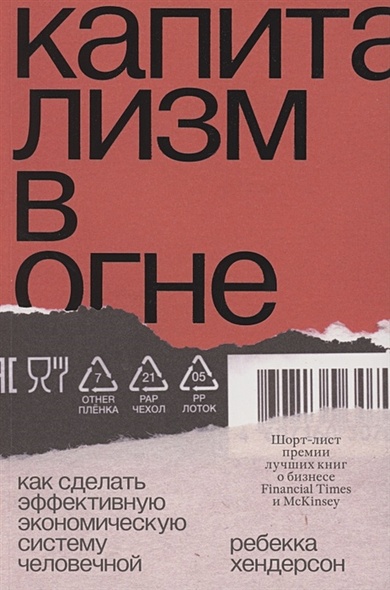 капита
лизм
в
огне
7
21
05
OTHER
ПЛЁНКА
PAP
ЧЕХОЛ
PP
ЛОТОК
Шорт-лист
премии
лучших книг
о бизнесе
Financial Times
и McKinsey
как сделать
эффективную
экономическую
систему
человечной
ребекка
хендерсон